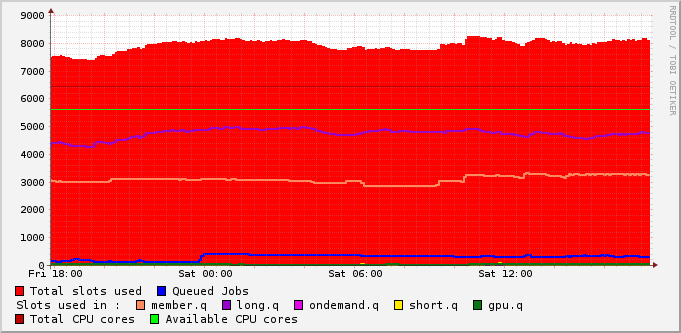 9000
8000
7000
6000
5000
4000
3000
2000
1000
0
Fri 18:00 Sat 00:00 Sat 06:00 Sat 12:00
RRDTOOL / TOBI OETIKER
Total slots used Queued Jobs
Slots used in : member.q long.q ondemand.q short.q gpu.q
Total CPU cores Available CPU cores